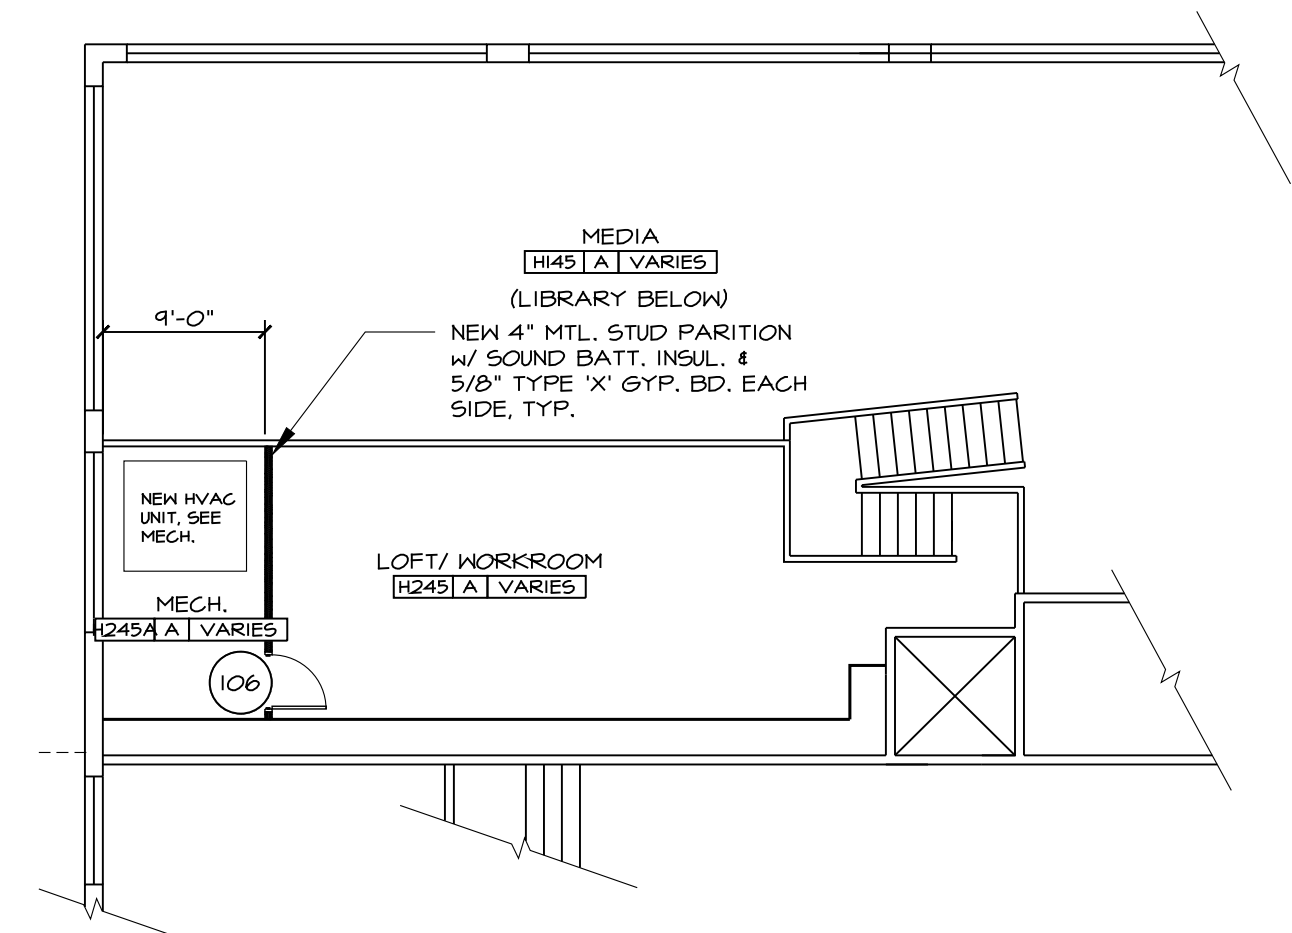 MEDIA
H145 A VARIES
(LIBRARY BELOW)
9'-0"
NEW 4" MTL. STUD PARITION
W/ SOUND BATT. INSUL. &
5/8" TYPE 'X' GYP. BD. EACH
SIDE, TYP.
NEW HVAC
UNIT, SEE
MECH.
LOFT/ WORKROOM
H245 A VARIES
MECH.
H245A A VARIES
106